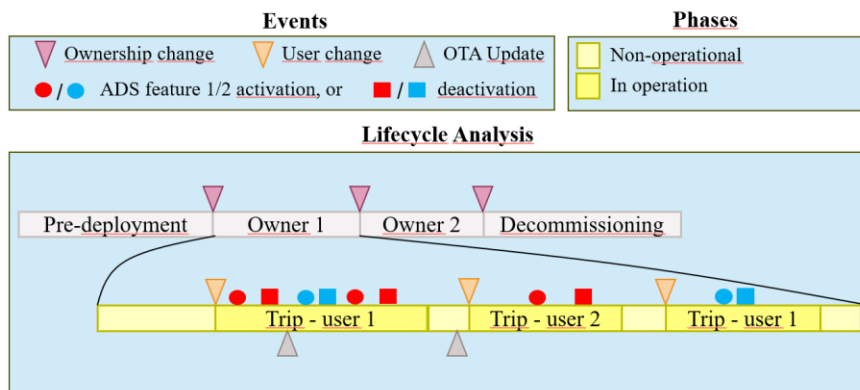 Events
Phases
Ownership change
User change
OTA Update
/ ADS feature 1/2 activation, or / deactivation
Non-operational
In operation
Lifecycle Analysis
Pre-deployment
Owner 1
Owner 2
Decommissioning
Trip - user 1
Trip - user 2
Trip - user 1